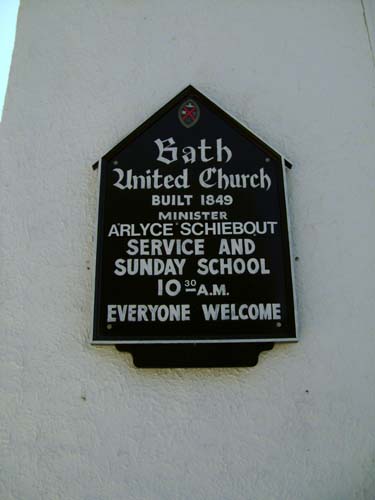 Bath
United Church
BUILT 1849
MINISTER
ARLYCE SCHIEBOUT
SERVICE AND
SUNDAY SCHOOL
10 30 A.M.
EVERYONE WELCOME